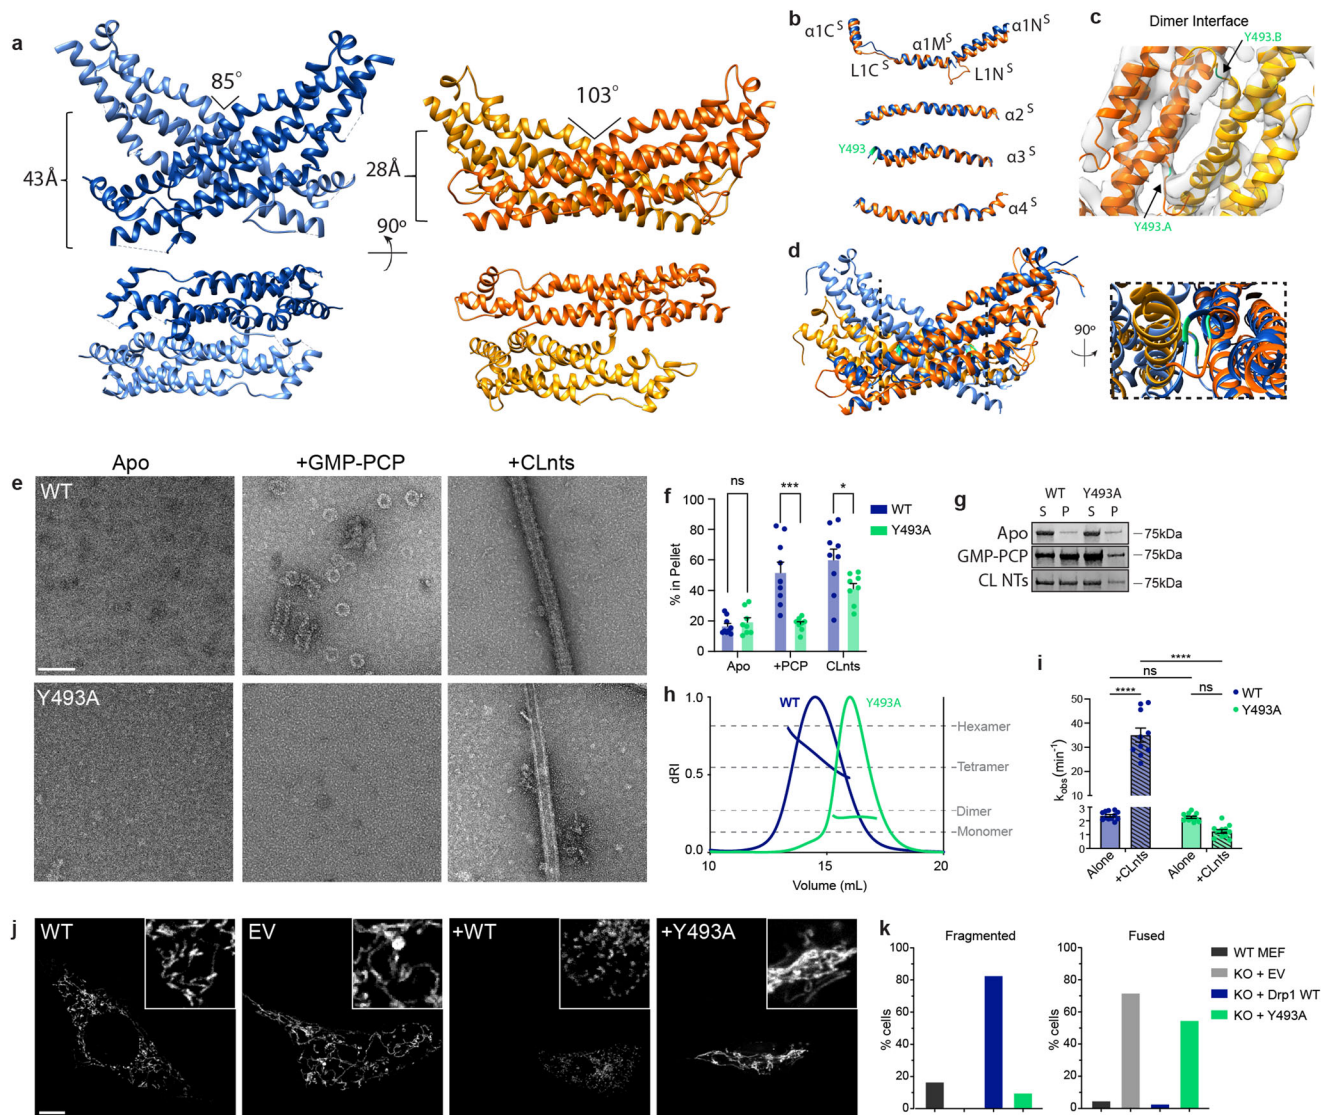 a
85°
43Å
103°
28Å
90°
b
α1C^S
α1M^S
α1N^S
L1C^S
L1N^S
α2^S
Y493
α3^S
α4^S
c
Dimer Interface
Y493.B
Y493.A
d
90°
e
Apo
+GMP-PCP
+CLnts
WT
Y493A
f
ns
***
*
WT
Y493A
% in Pellet
100
80
60
40
20
0
Apo
+PCP
CLnts
g
WT
Y493A
S
P
S
P
Apo
75kDa
GMP-PCP
75kDa
CL NTs
75kDa
h
WT
Y493A
dRI
1.0
0.5
0.0
Hexamer
Tetramer
Dimer
Monomer
10
15
20
Volume (mL)
i
****
ns
****
ns
WT
Y493A
k_obs (min⁻¹)
50
40
30
20
10
3
2
1
0
Alone
+CLnts
Alone
+CLnts
j
WT
EV
+WT
+Y493A
k
Fragmented
% cells
100
80
60
40
20
0
Fused
% cells
100
80
60
40
20
0
WT MEF
KO + EV
KO + Drp1 WT
KO + Y493A